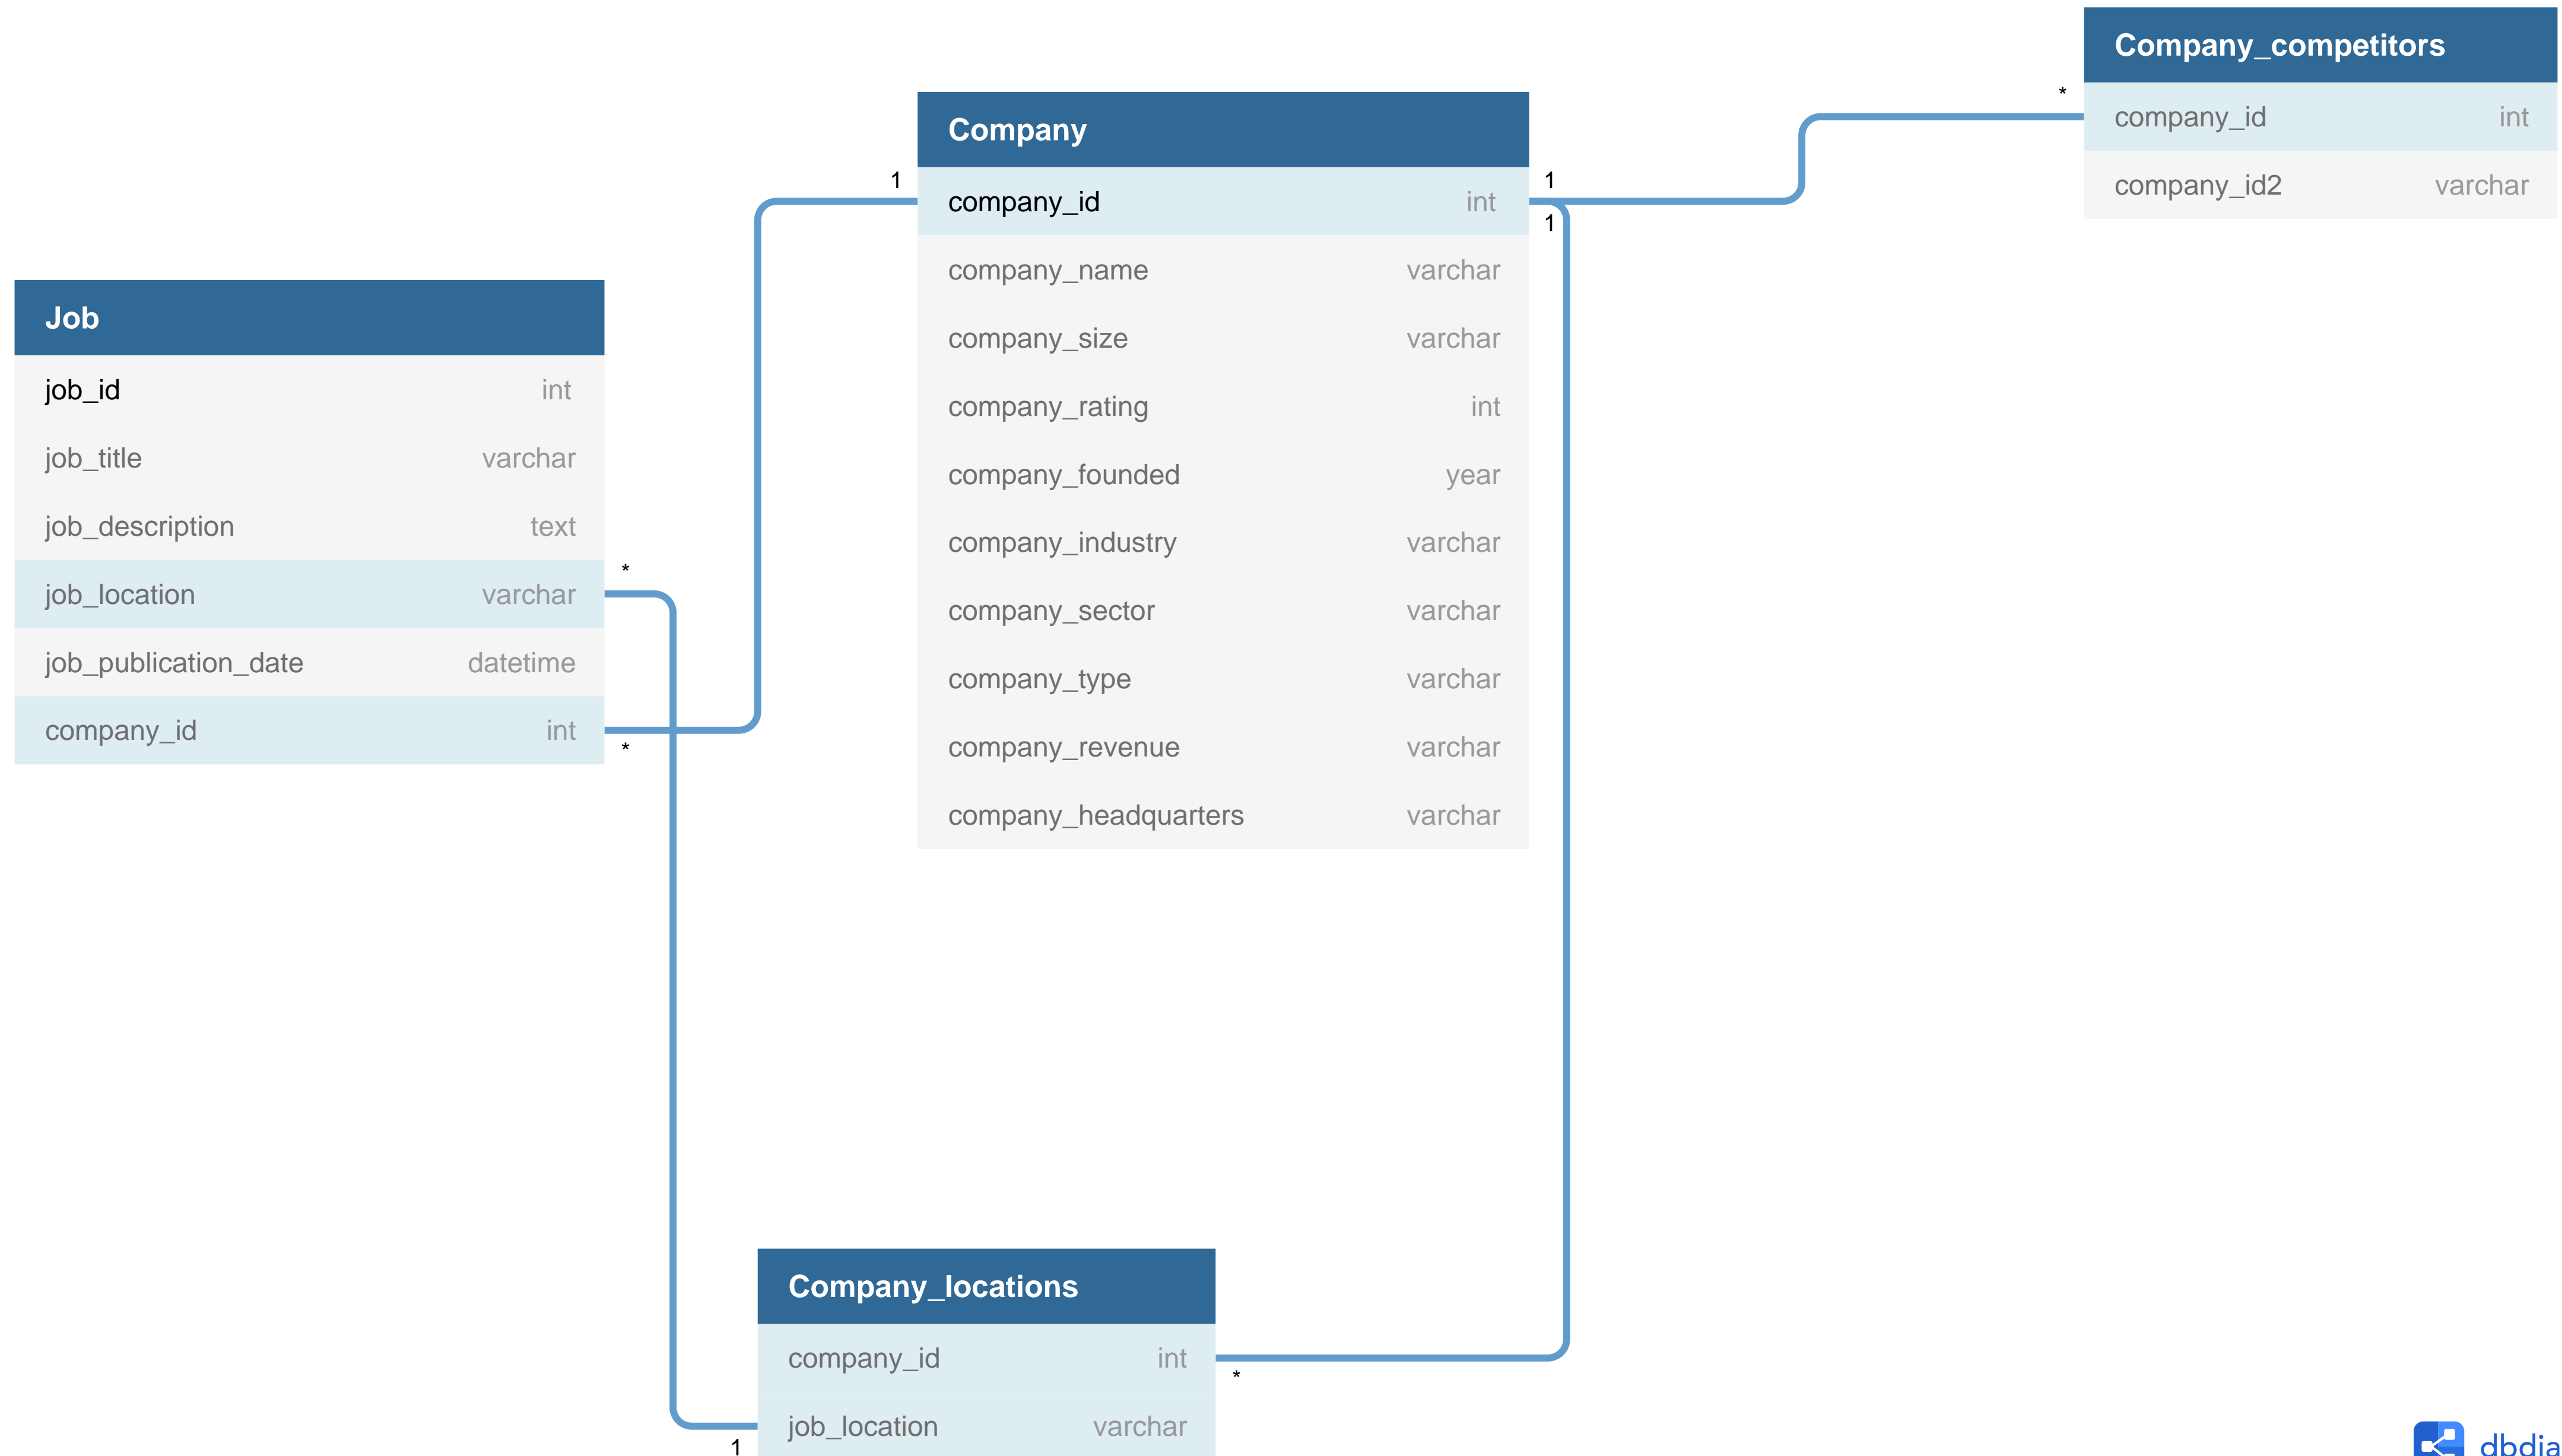 Company_competitors
*
company_id int
company_id2 varchar
Company
1 company_id int 1
1
company_name varchar
company_size varchar
company_rating int
company_founded year
company_industry varchar
company_sector varchar
company_type varchar
company_revenue varchar
company_headquarters varchar
Job
job_id int
job_title varchar
job_description text
*
job_location varchar
job_publication_date datetime
company_id int
*
Company_locations
company_id int
*
job_location varchar
1
dbdia